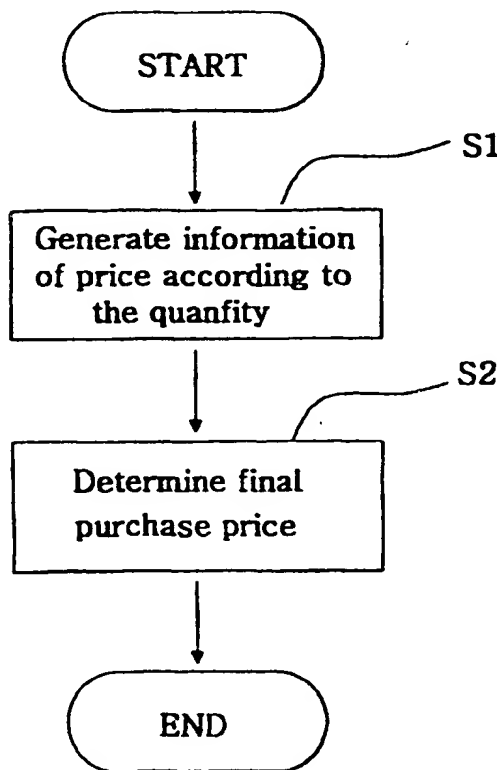 START
S1
Generate information
of price according to
the quanfity
S2
Determine final
purchase price
END